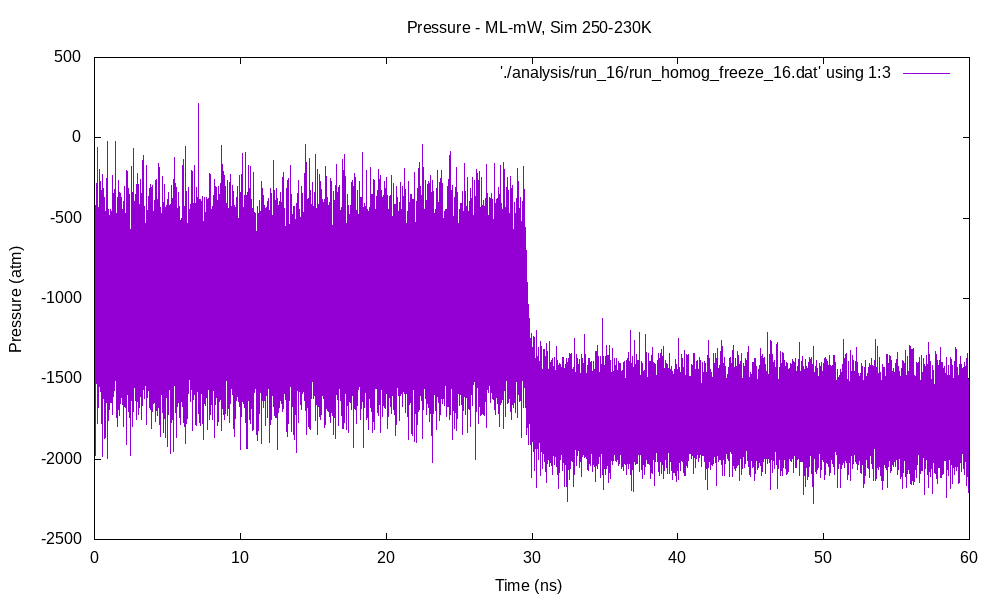 Pressure - ML-mW, Sim 250-230K
'./analysis/run_16/run_homog_freeze_16.dat' using 1:3
500
0
-500
-1000
-1500
-2000
-2500
Pressure (atm)
0 10 20 30 40 50 60
Time (ns)